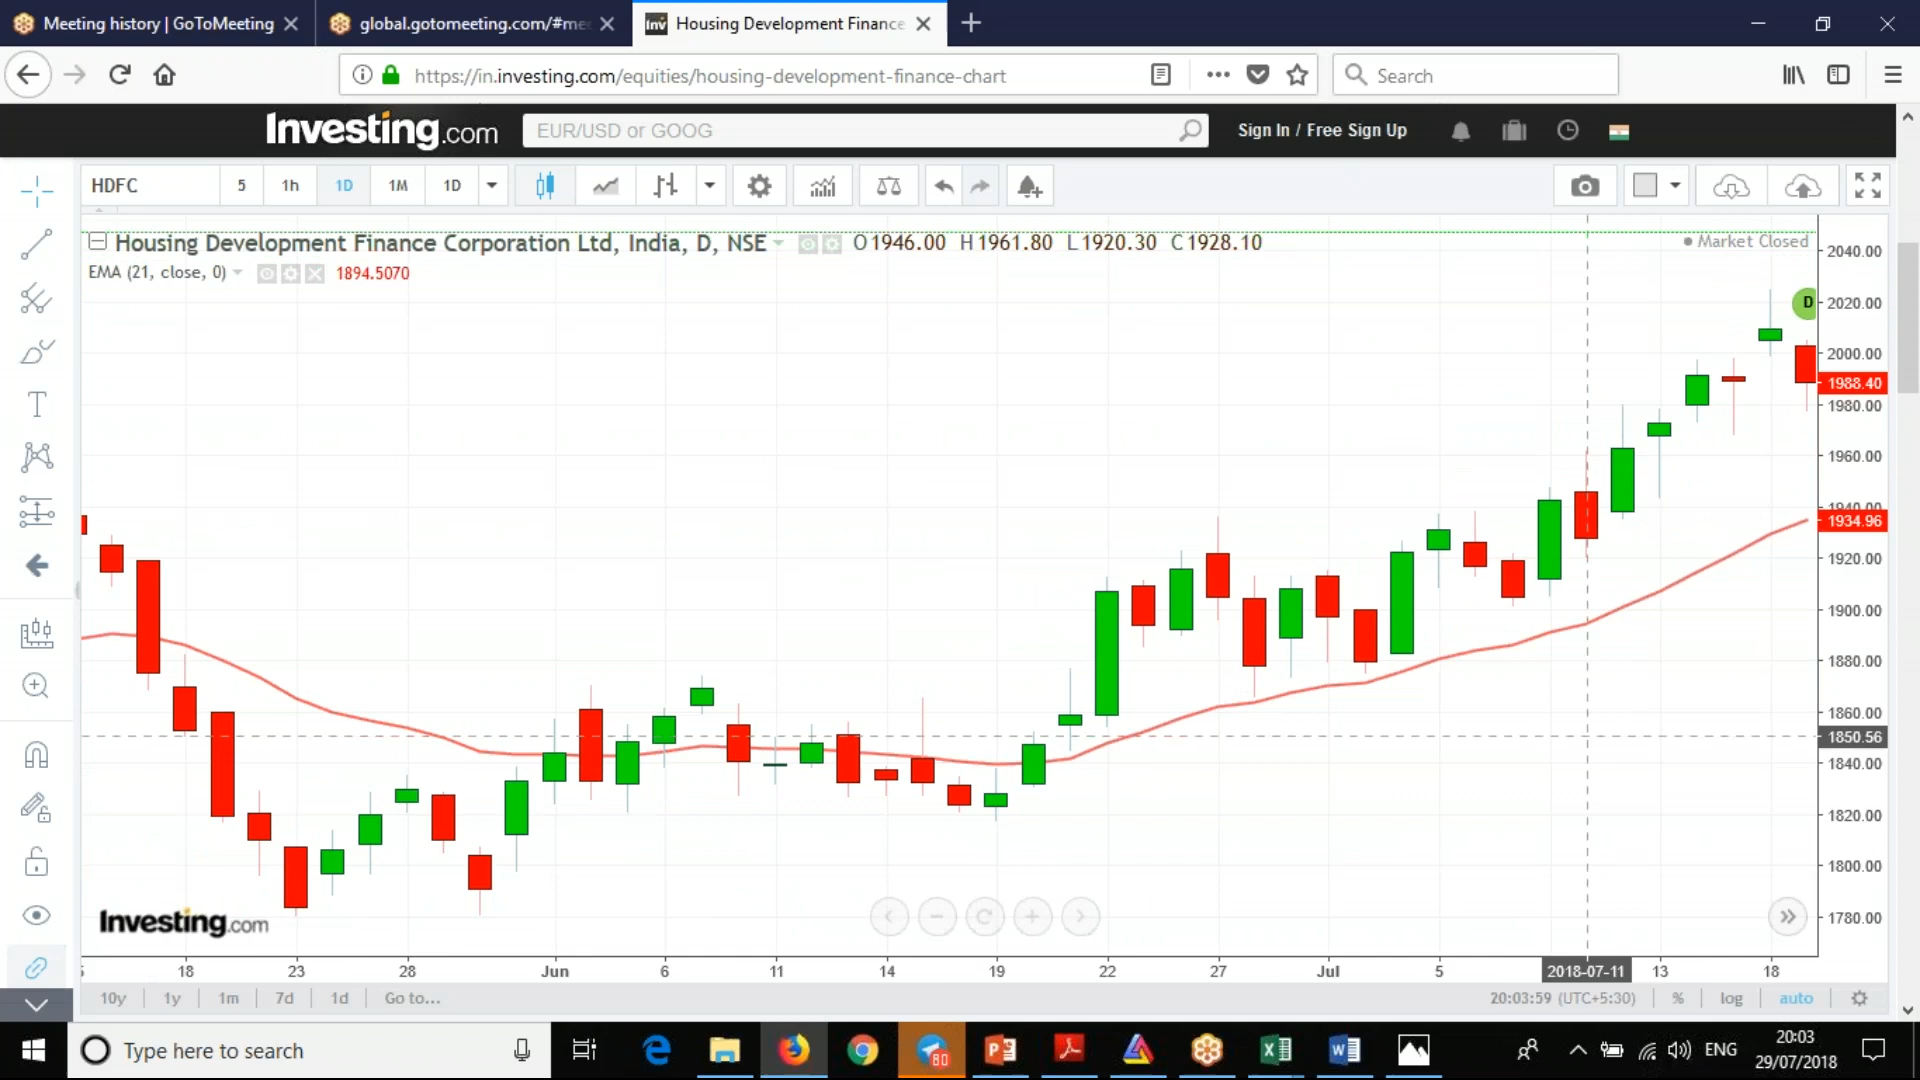 Meeting history | GoToMeeting
global.gotomeeting.com/#me
Housing Development Finance
https://in.investing.com/equities/housing-development-finance-chart
Search
Investing.com
EUR/USD or GOOG
Sign In / Free Sign Up
HDFC 5 1h 1D 1M 1D
Housing Development Finance Corporation Ltd, India, D, NSE O 1946.00 H 1961.80 L 1920.30 C 1928.10
Market Closed
EMA (21, close, 0) 1894.5070
D
2040.00
2020.00
2000.00
1988.40
1980.00
1960.00
1940.00
1934.96
1920.00
1900.00
1880.00
1860.00
1850.56
1840.00
1820.00
1800.00
1780.00
Investing.com
18 23 28 Jun 6 11 14 19 22 27 Jul 5 2018-07-11 13 18
10y 1y 1m 7d 1d Go to... 20:03:59 (UTC+5:30) % log auto
Type here to search
80
ENG
20:03
29/07/2018